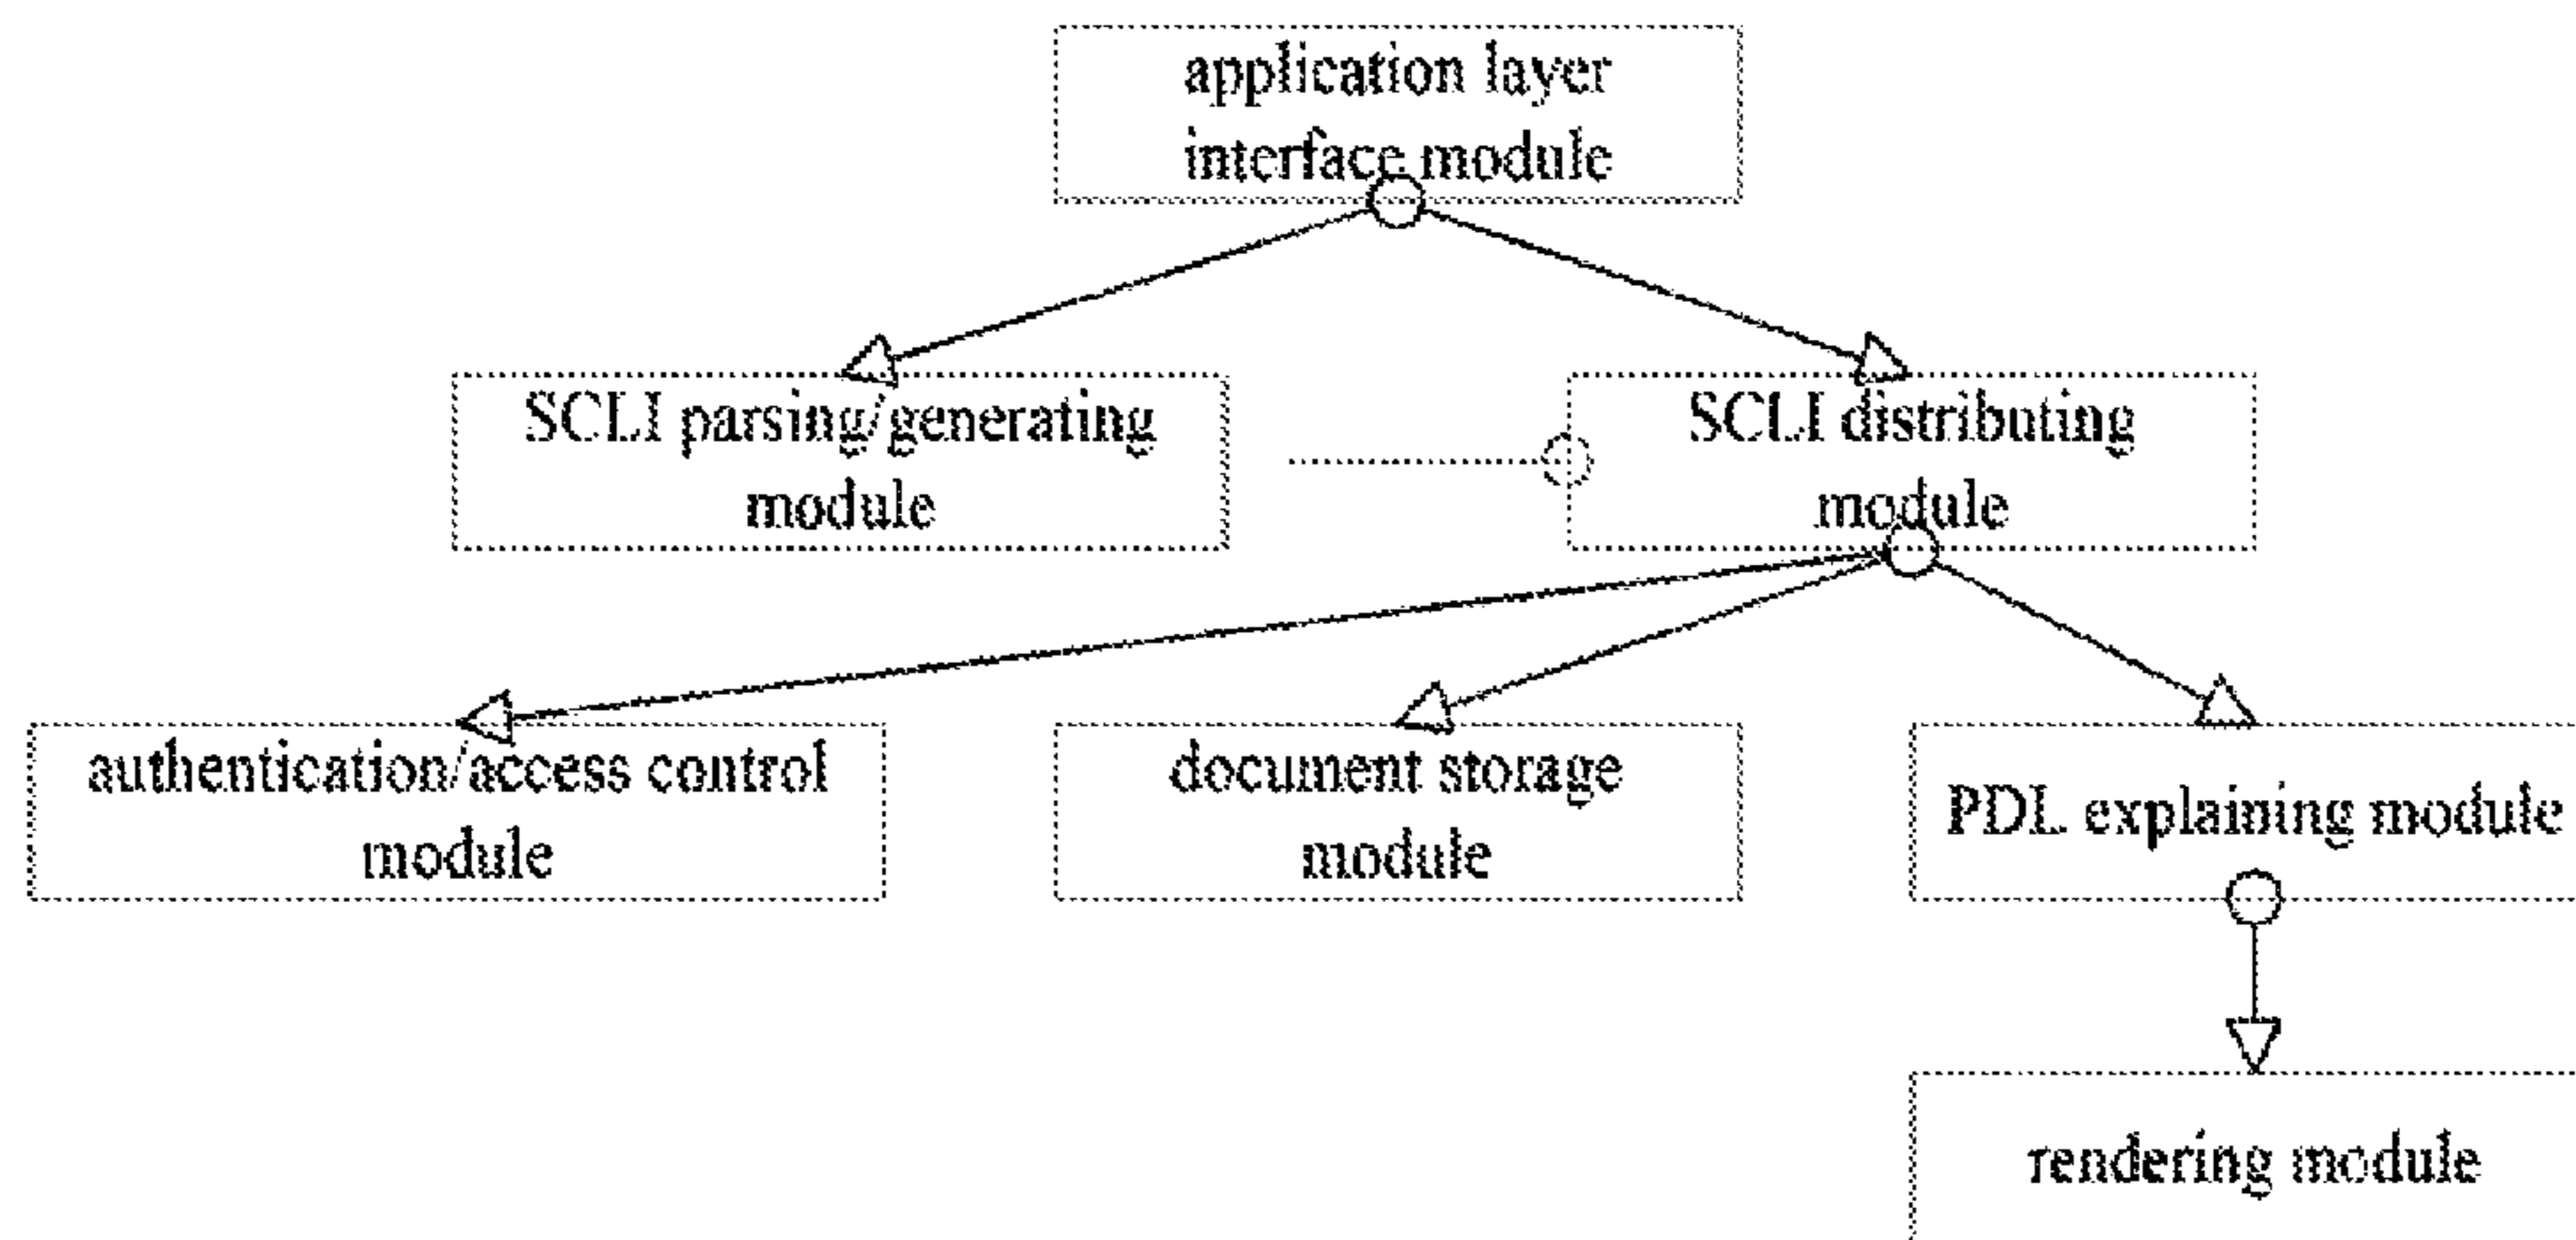 application layer
interface module
SCLI parsing/generating
module
SCLI distributing
module
authentication/access control
module
document storage
module
PDL explaining module
rendering module